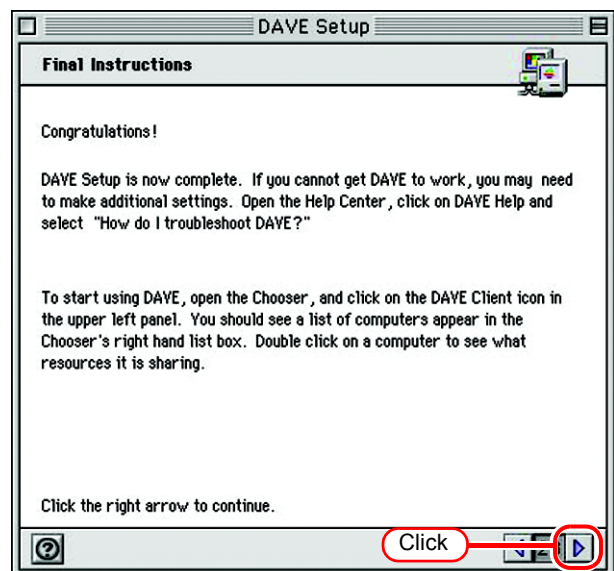 DAVE Setup
Final Instructions
Congratulations!
DAVE Setup is now complete. If you cannot get DAVE to work, you may need
to make additional settings. Open the Help Center, click on DAVE Help and
select "How do I troubleshoot DAVE?"
To start using DAVE, open the Chooser, and click on the DAVE Client icon in
the upper left panel. You should see a list of computers appear in the
Chooser's right hand list box. Double click on a computer to see what
resources it is sharing.
Click the right arrow to continue.
Click